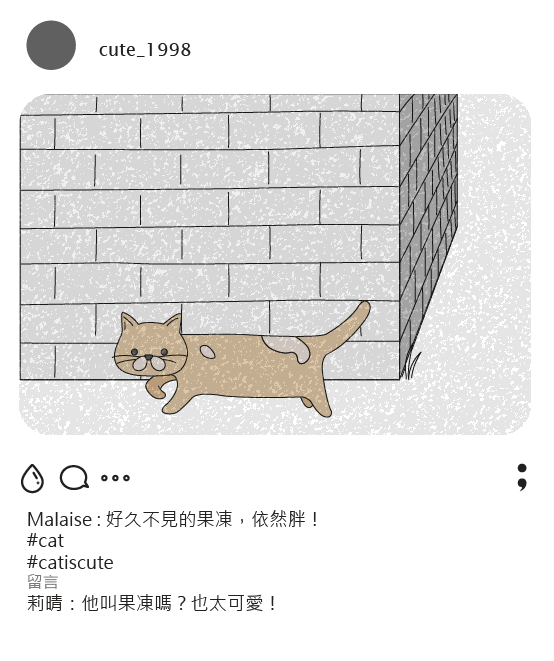 cute_1998
Malaise : 好久不見的果凍，依然胖！
#cat
#catiscute
留言
莉晴：他叫果凍嗎？也太可愛！